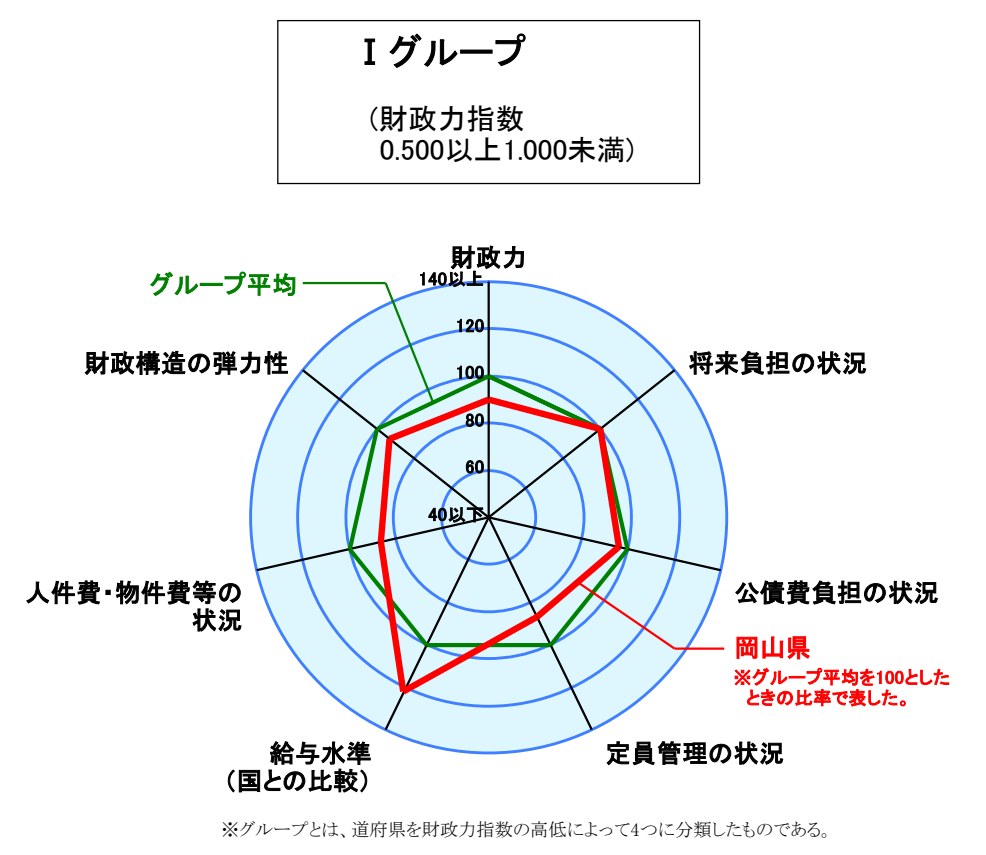 Ⅰグループ
（財政力指数
0.500以上1.000未満）
財政力
140以上
グループ平均
120
財政構造の弾力性
将来負担の状況
100
80
60
40以下
人件費・物件費等の
状況
公債費負担の状況
岡山県
※グループ平均を100とした
ときの比率で表した。
給与水準
（国との比較）
定員管理の状況
※グループとは、道府県を財政力指数の高低によって4つに分類したものである。